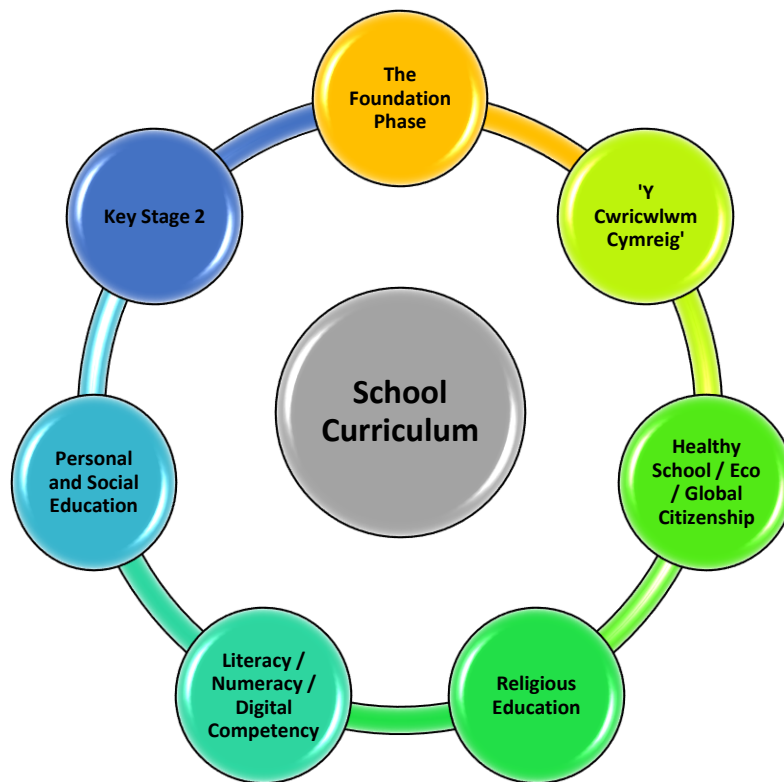 The
Foundation
Phase
'Y
Cwricwlwm
Cymreig'
Healthy
School / Eco
/ Global
Citizenship
Religious
Education
Literacy /
Numeracy /
Digital
Competency
Personal
and Social
Education
Key Stage 2
School
Curriculum